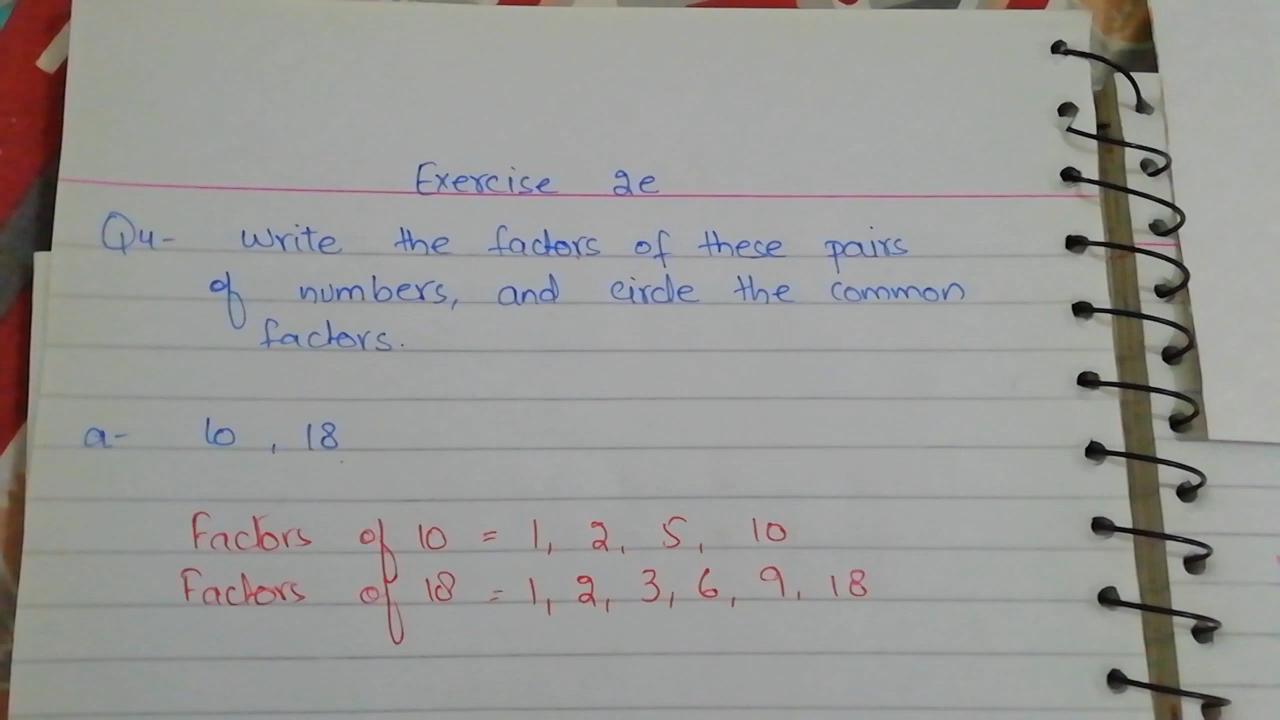 Exercise 2e
Q4- Write the factors of these pairs
of numbers, and circle the common
factors.
a- 10 , 18
Factors of 10 = 1, 2, 5, 10
Factors of 18 = 1, 2, 3, 6, 9, 18